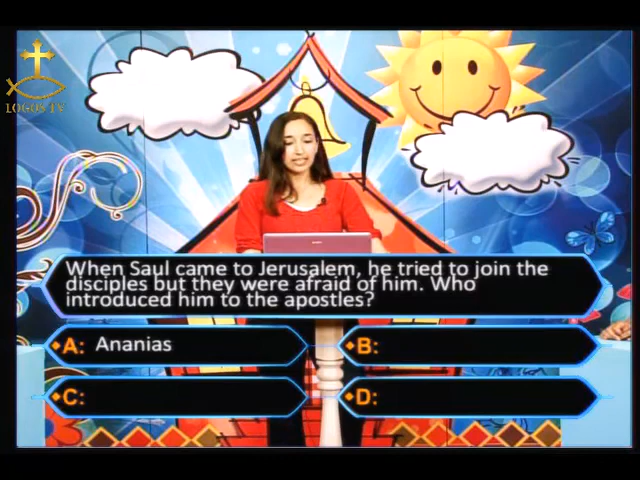 LOGOS TV
When Saul came to Jerusalem, he tried to join the
disciples but they were afraid of him. Who
introduced him to the apostles?
A: Ananias
B:
C:
D: